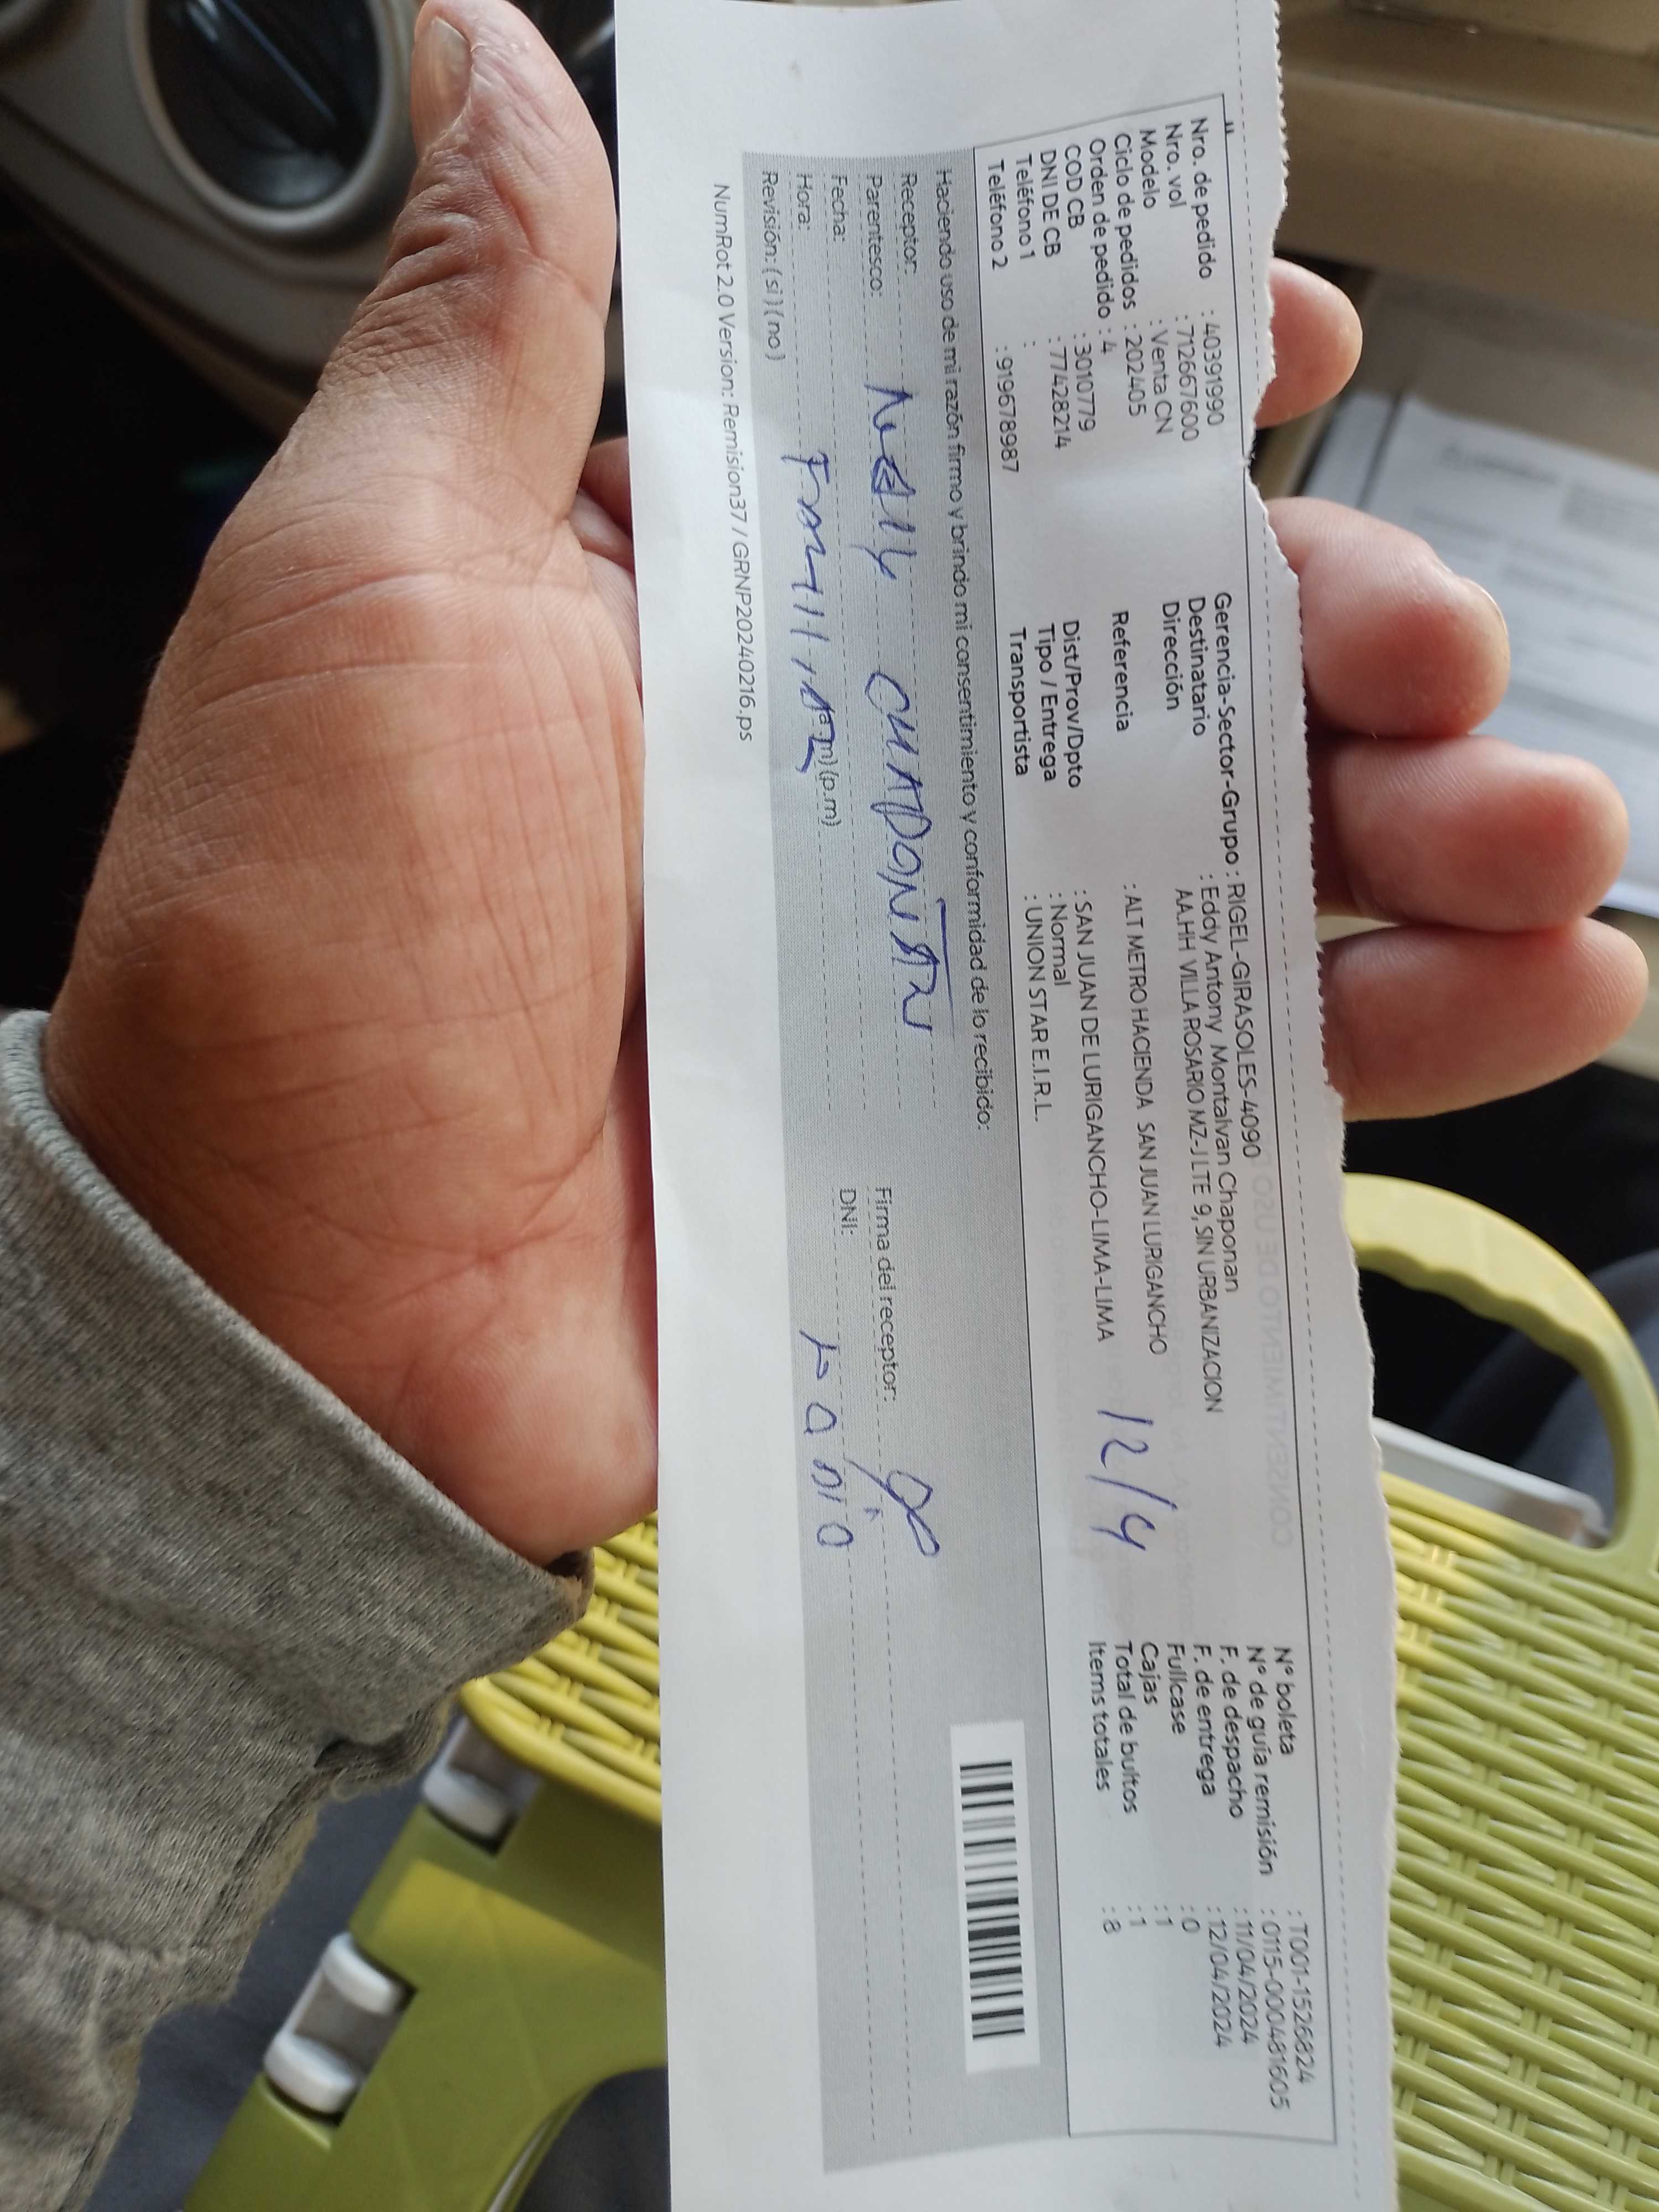 Nro. de pedido : 40391990
Nro. vol : 712667600
Modelo : Venta CN
Ciclo de pedidos : 202405
Orden de pedido : 4
COD CB : 3010779
DNI DE CB : 77428214
Teléfono 1 :
Teléfono 2 : 919678987
Gerencia-Sector-Grupo : RIGEL-GIRASOLES-4090
Destinatario : Eddy Antony Montalvan Chaponan
Dirección : AA.HH VILLA ROSARIO MZ-J LTE 9, SIN URBANIZACION
Referencia : ALT METRO HACIENDA SAN JUAN LURIGANCHO
Dist/Prov/Dpto : SAN JUAN DE LURIGANCHO-LIMA-LIMA
Tipo / Entrega : Normal
Transportista : UNION STAR E.I.R.L.
12/4
N° boleta : T001-1526824
N° de guía remisión : 0115-000481605
F. de despacho : 11/04/2024
F. de entrega : 12/04/2024
Fullcase : 0
Cajas : 1
Total de bultos : 1
Items totales : 8
Haciendo uso de mi razón firmo y brindo mi consentimiento y conformidad de lo recibido:
Receptor: Nelly CHAPOÑAN
Parentesco:
Fecha:
Hora: (a.m) (p.m)
Revisión: ( si ) ( no )
Firma del receptor:
DNI:
NumRot 2.0 Version: Remision37 / GRNP20240216.ps